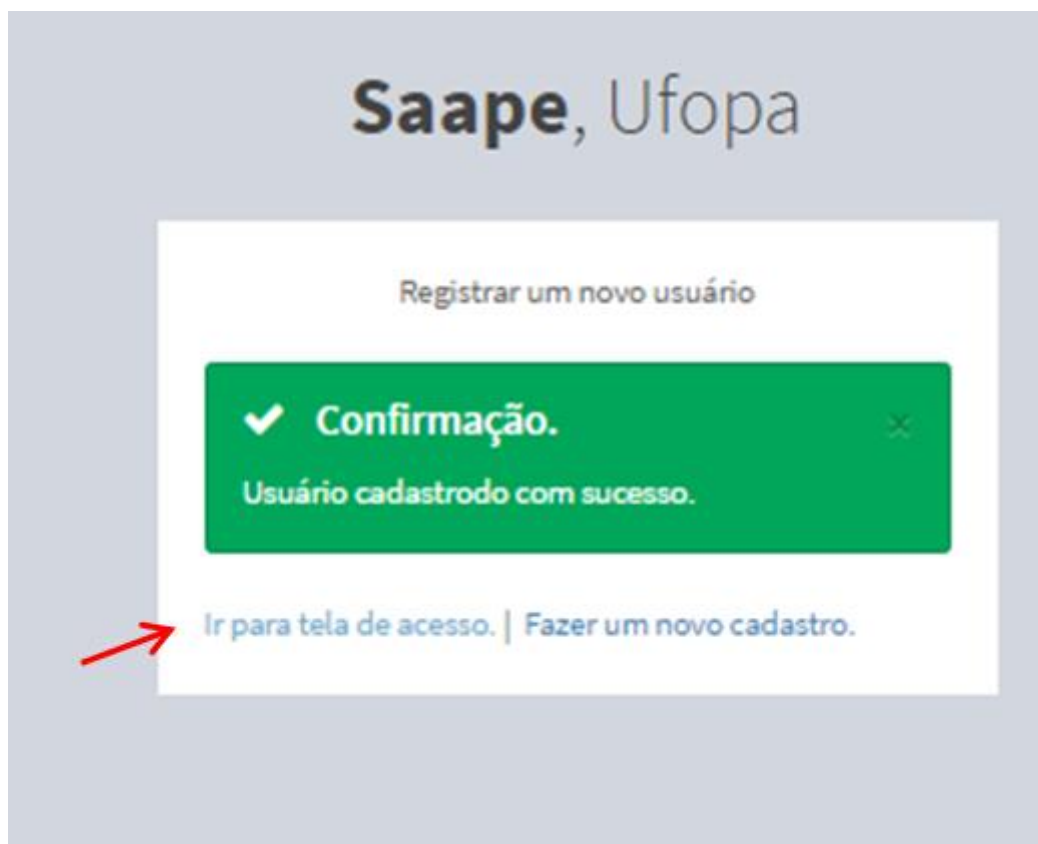 Saape, Ufopa
Registrar um novo usuário
Confirmação.
×
Usuário cadastrodo com sucesso.
Ir para tela de acesso. | Fazer um novo cadastro.